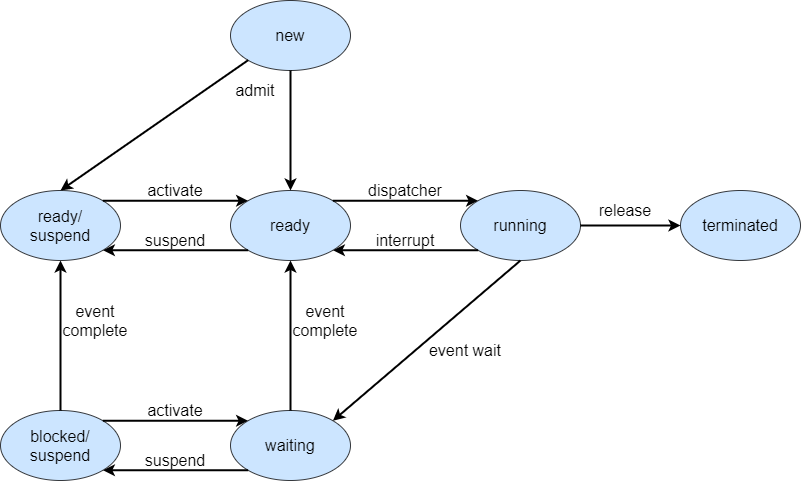 new
admit
activate
dispatcher
ready/
suspend
ready
running
release
terminated
suspend
interrupt
event
complete
event
complete
event wait
activate
blocked/
suspend
waiting
suspend